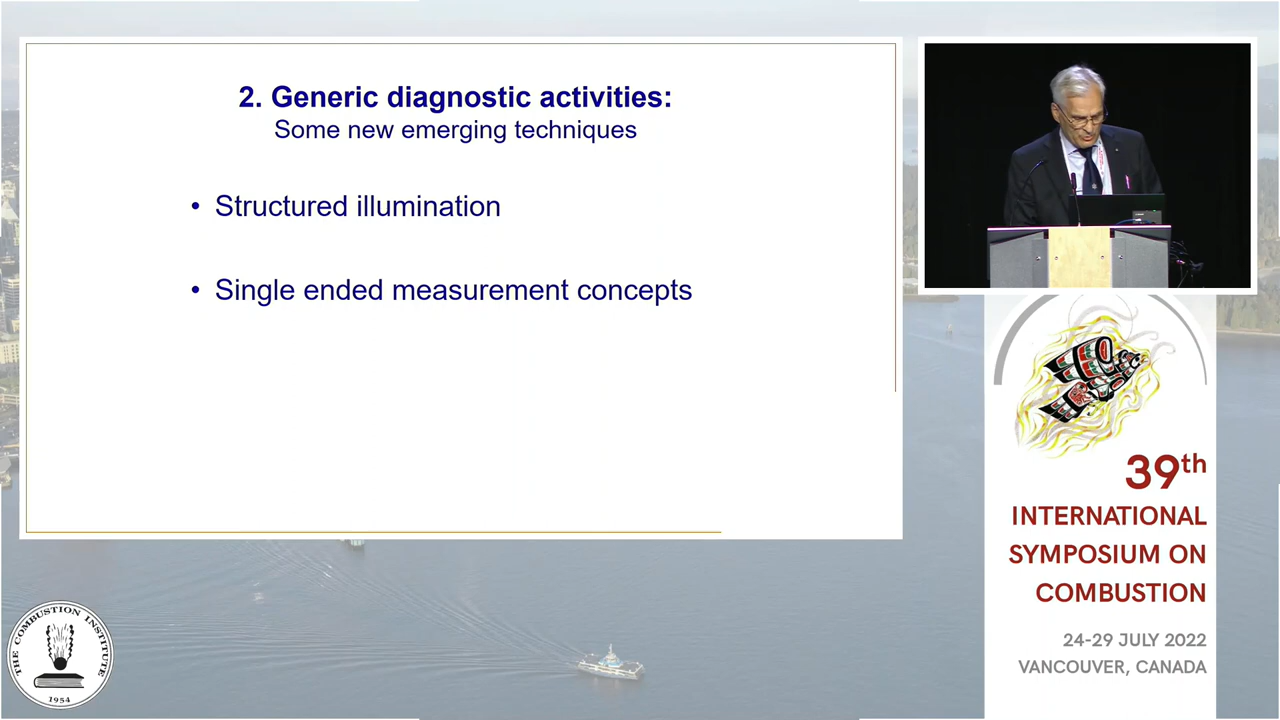 2. Generic diagnostic activities:
Some new emerging techniques
• Structured illumination
• Single ended measurement concepts
39th
INTERNATIONAL
SYMPOSIUM ON
COMBUSTION
24-29 JULY 2022
VANCOUVER, CANADA
THE COMBUSTION INSTITUTE
1954